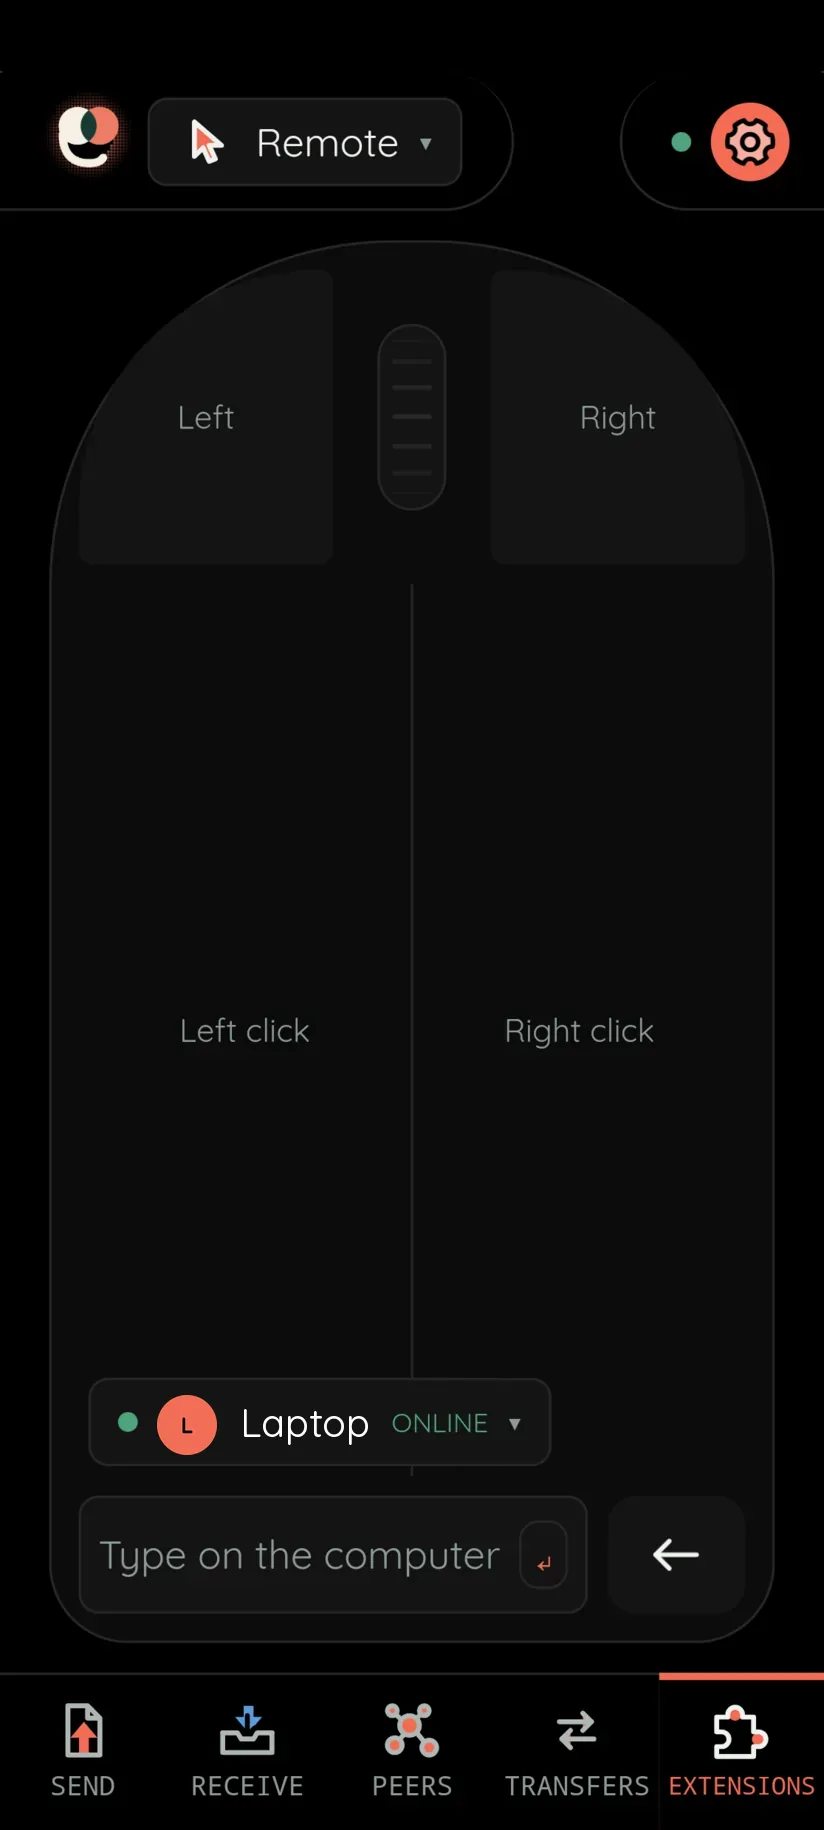 Remote ▾
Left
Right
Left click
Right click
L Laptop ONLINE ▾
Type on the computer ↵
←
SEND
RECEIVE
PEERS
TRANSFERS
EXTENSIONS